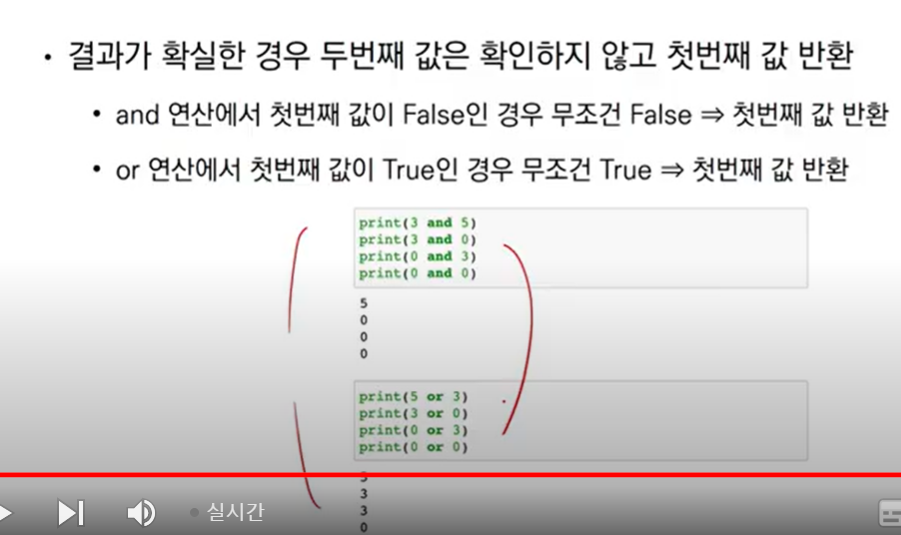 • 결과가 확실한 경우 두번째 값은 확인하지 않고 첫번째 값 반환
• and 연산에서 첫번째 값이 False인 경우 무조건 False ⇒ 첫번째 값 반환
• or 연산에서 첫번째 값이 True인 경우 무조건 True ⇒ 첫번째 값 반환
print(3 and 5)
print(3 and 0)
print(0 and 3)
print(0 and 0)
5
0
0
0
print(5 or 3)
print(3 or 0)
print(0 or 3)
print(0 or 0)
3
3
0
실시간